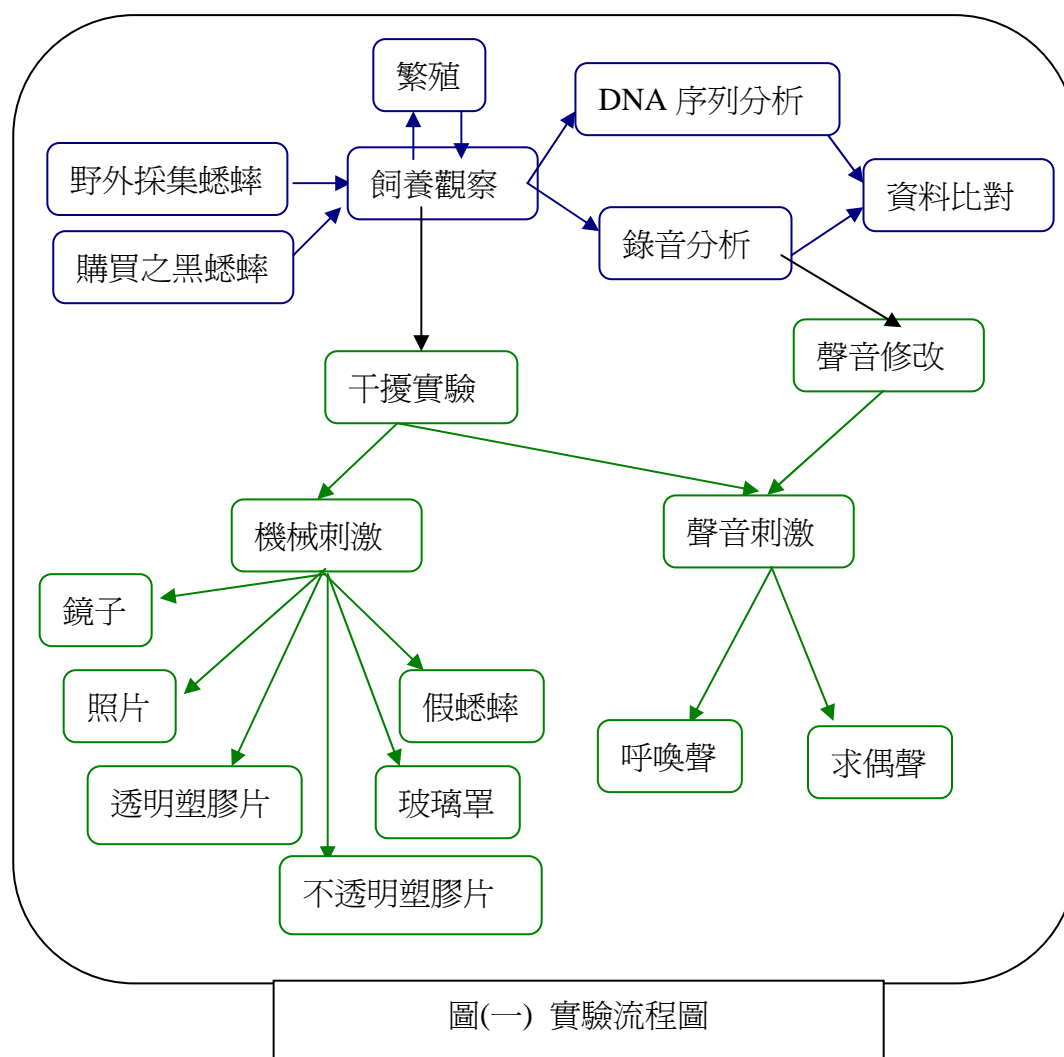 繁殖
DNA 序列分析
野外採集蟋蟀
飼養觀察
資料比對
購買之黑蟋蟀
錄音分析
干擾實驗
聲音修改
機械刺激
聲音刺激
鏡子
照片
假蟋蟀
呼喚聲
求偶聲
透明塑膠片
玻璃罩
不透明塑膠片
圖(一) 實驗流程圖